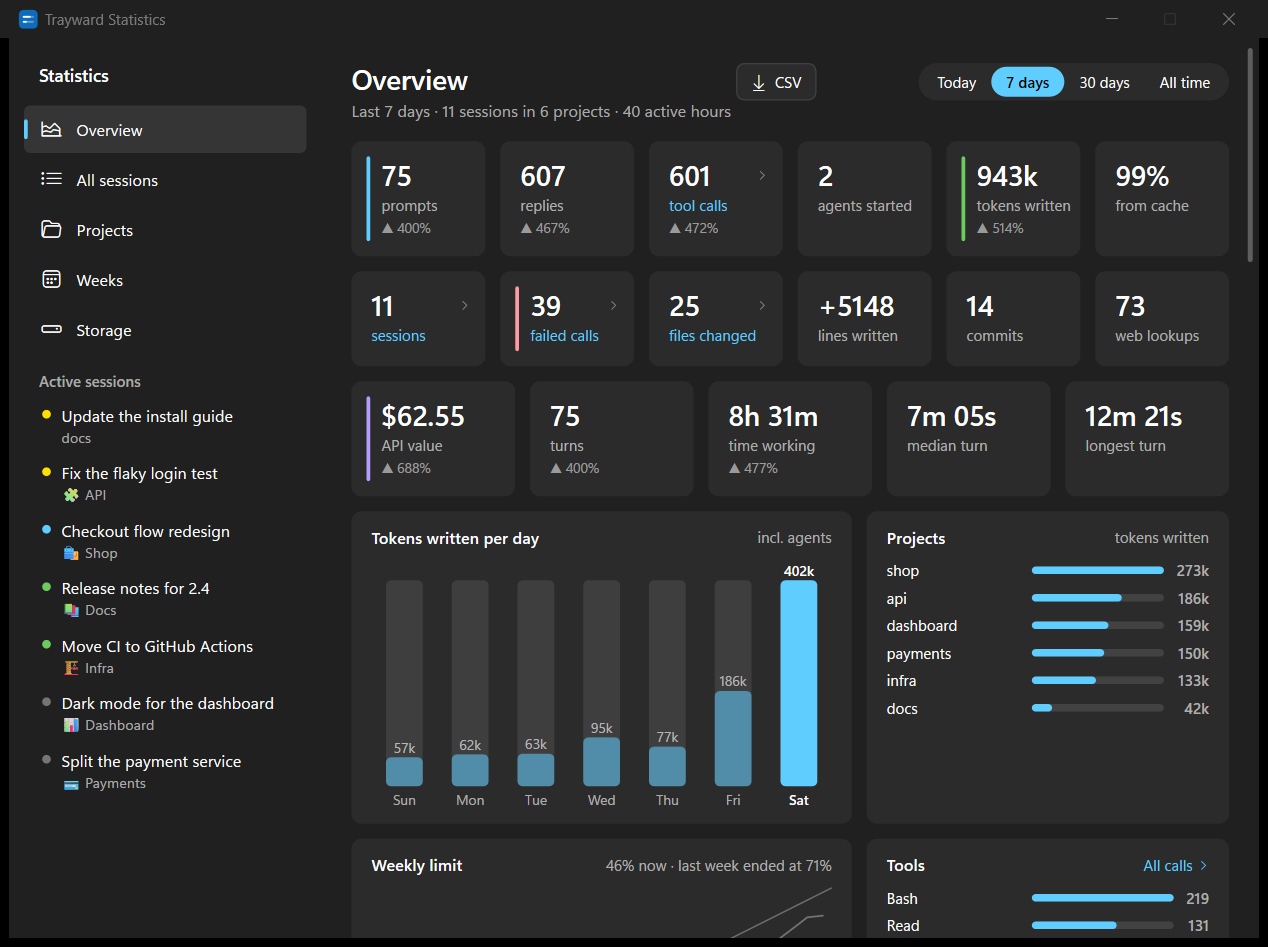 Trayward Statistics
Statistics
Overview
All sessions
Projects
Weeks
Storage
Active sessions
Update the install guide
docs
Fix the flaky login test
API
Checkout flow redesign
Shop
Release notes for 2.4
Docs
Move CI to GitHub Actions
Infra
Dark mode for the dashboard
Dashboard
Split the payment service
Payments
Overview
CSV
Today 7 days 30 days All time
Last 7 days · 11 sessions in 6 projects · 40 active hours
75
prompts
▲ 400%
607
replies
▲ 467%
601
tool calls
▲ 472%
2
agents started
943k
tokens written
▲ 514%
99%
from cache
11
sessions
39
failed calls
25
files changed
+5148
lines written
14
commits
73
web lookups
$62.55
API value
▲ 688%
75
turns
▲ 400%
8h 31m
time working
▲ 477%
7m 05s
median turn
12m 21s
longest turn
Tokens written per day incl. agents
57k 62k 63k 95k 77k 186k 402k
Sun Mon Tue Wed Thu Fri Sat
Projects tokens written
shop 273k
api 186k
dashboard 159k
payments 150k
infra 133k
docs 42k
Weekly limit 46% now · last week ended at 71%
Tools All calls
Bash 219
Read 131